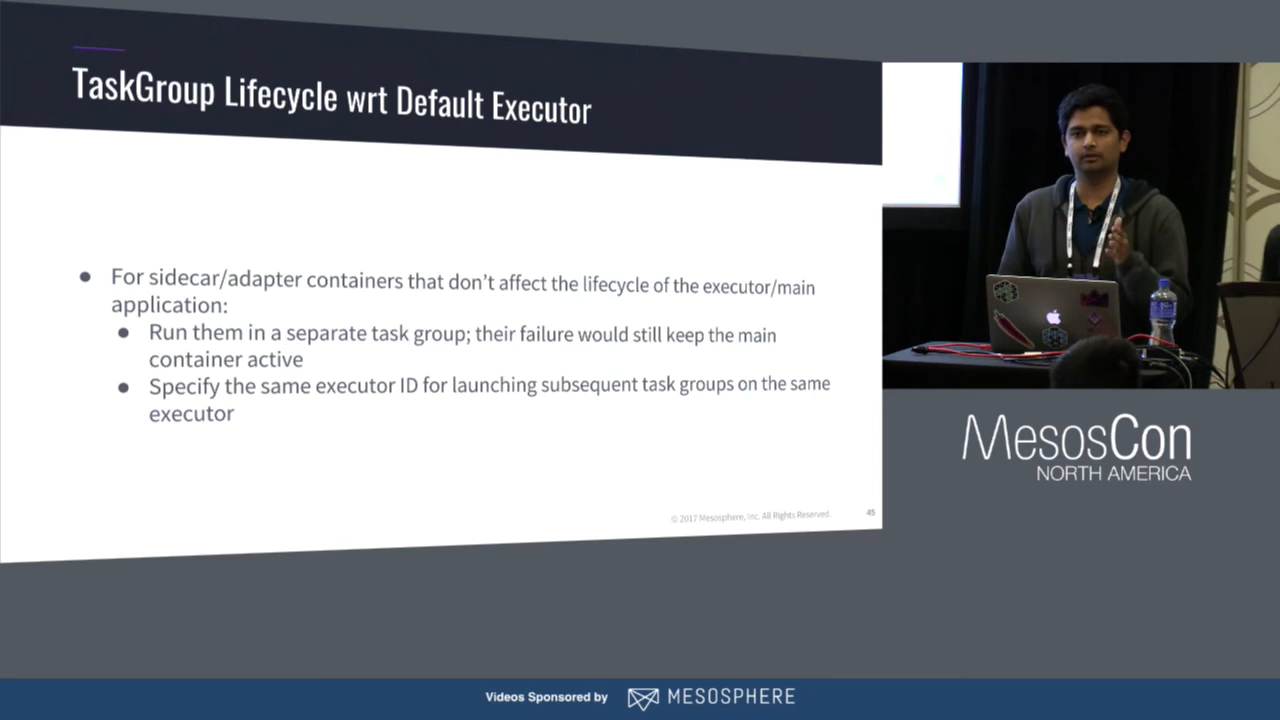 TaskGroup Lifecycle wrt Default Executor
● For sidecar/adapter containers that don't affect the lifecycle of the executor/main
application:
● Run them in a separate task group; their failure would still keep the main
container active
● Specify the same executor ID for launching subsequent task groups on the same
executor
© 2017 Mesosphere, Inc. All Rights Reserved.
45
MesosCon
NORTH AMERICA
Videos Sponsored by
MESOSPHERE